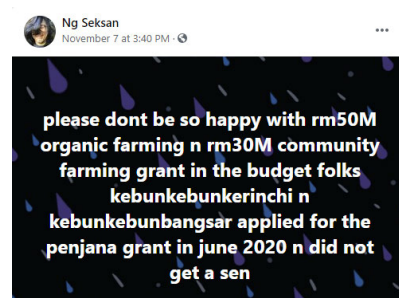 Ng Seksan
November 7 at 3:40 PM ·
please dont be so happy with rm50M
organic farming n rm30M community
farming grant in the budget folks
kebunkebunkerinchi n
kebunkebunbangsar applied for the
penjana grant in june 2020 n did not
get a sen